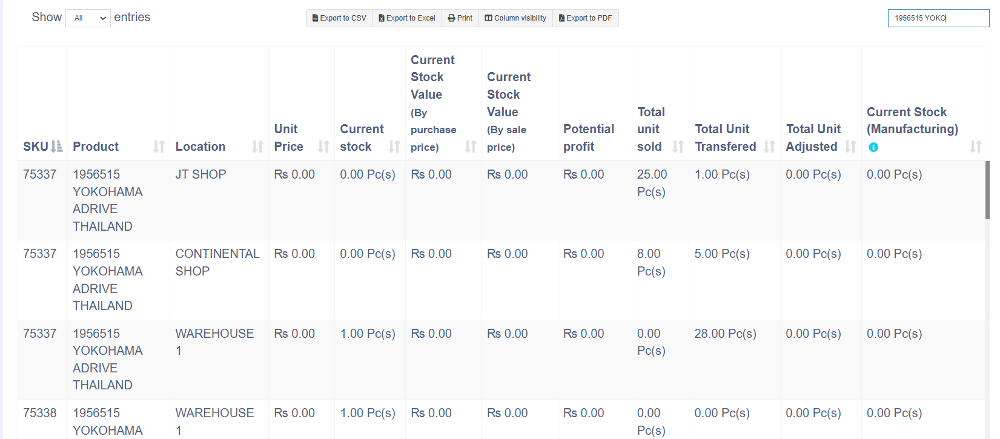 Show All entries
Export to CSV Export to Excel Print Column visibility Export to PDF
1956515 YOKO
SKU
Product
Location
Unit
Price
Current
stock
Current
Stock
Value
(By
purchase
price)
Current
Stock
Value
(By sale
price)
Potential
profit
Total
unit
sold
Total Unit
Transfered
Total Unit
Adjusted
Current Stock
(Manufacturing)
75337
1956515
YOKOHAMA
ADRIVE
THAILAND
JT SHOP
Rs 0.00
0.00 Pc(s)
Rs 0.00
Rs 0.00
Rs 0.00
25.00
Pc(s)
1.00 Pc(s)
0.00 Pc(s)
0.00 Pc(s)
75337
1956515
YOKOHAMA
ADRIVE
THAILAND
CONTINENTAL
SHOP
Rs 0.00
0.00 Pc(s)
Rs 0.00
Rs 0.00
Rs 0.00
8.00
Pc(s)
5.00 Pc(s)
0.00 Pc(s)
0.00 Pc(s)
75337
1956515
YOKOHAMA
ADRIVE
THAILAND
WAREHOUSE
1
Rs 0.00
1.00 Pc(s)
Rs 0.00
Rs 0.00
Rs 0.00
0.00
Pc(s)
28.00 Pc(s)
0.00 Pc(s)
0.00 Pc(s)
75338
1956515
YOKOHAMA
WAREHOUSE
1
Rs 0.00
1.00 Pc(s)
Rs 0.00
Rs 0.00
Rs 0.00
0.00
Pc(s)
0.00 Pc(s)
0.00 Pc(s)
0.00 Pc(s)